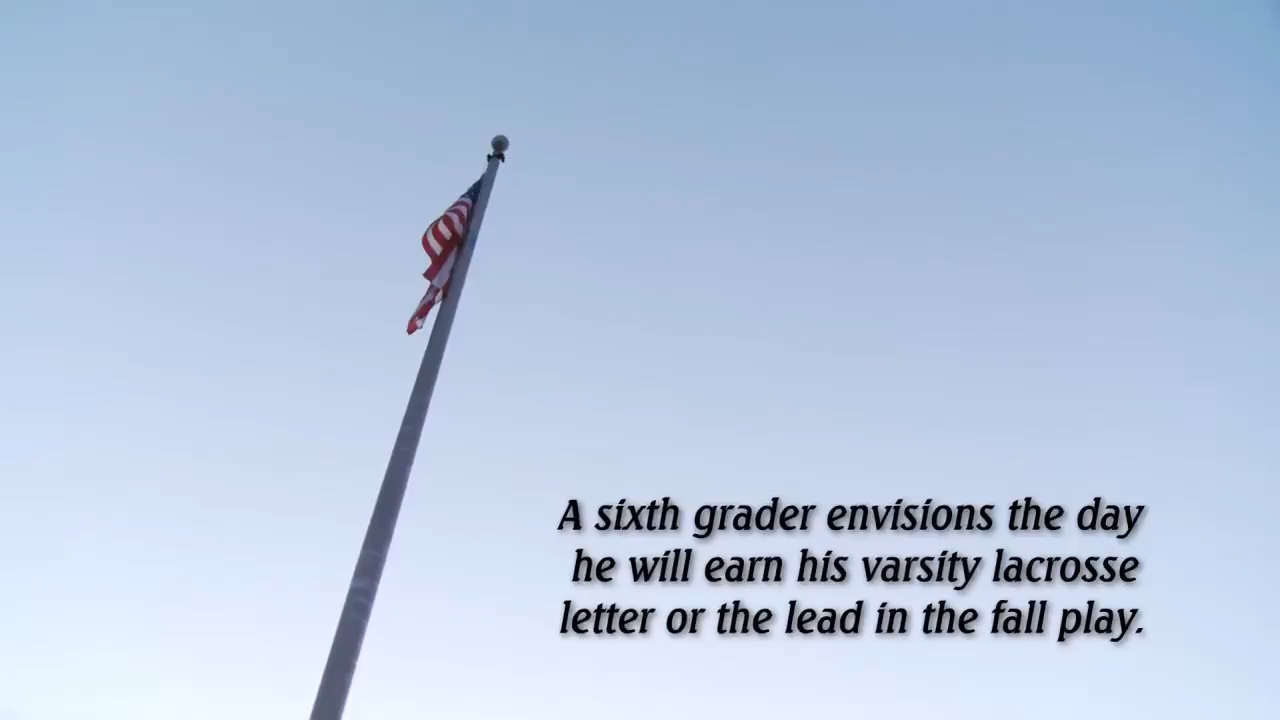 A sixth grader envisions the day
he will earn his varsity lacrosse
letter or the lead in the fall play.